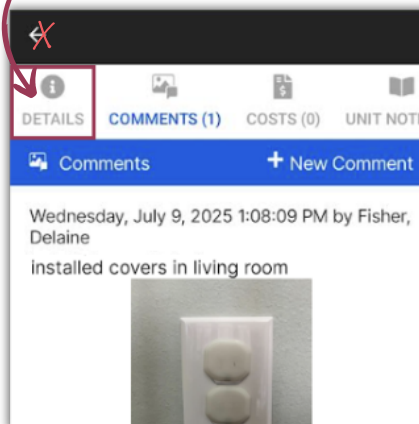 DETAILS
COMMENTS (1)
COSTS (0)
UNIT
Comments
+ New Comment
Wednesday, July 9, 2025 1:08:09 PM by Fisher,
Delaine
installed covers in living room